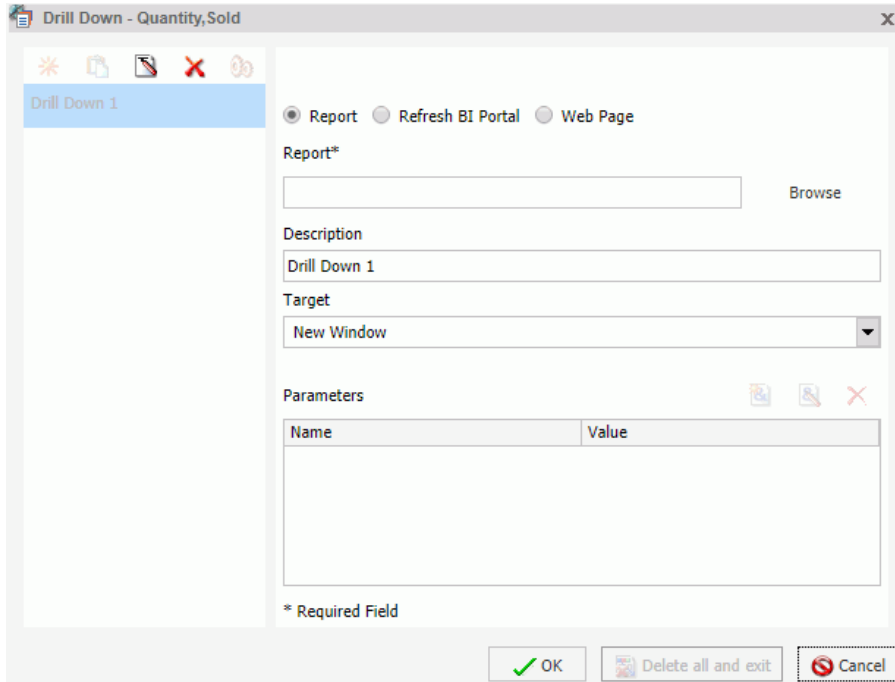 Drill Down - Quantity,Sold
x
Drill Down 1
Report Refresh BI Portal Web Page
Report*
Browse
Description
Drill Down 1
Target
New Window
Parameters
Name Value
* Required Field
OK Delete all and exit Cancel